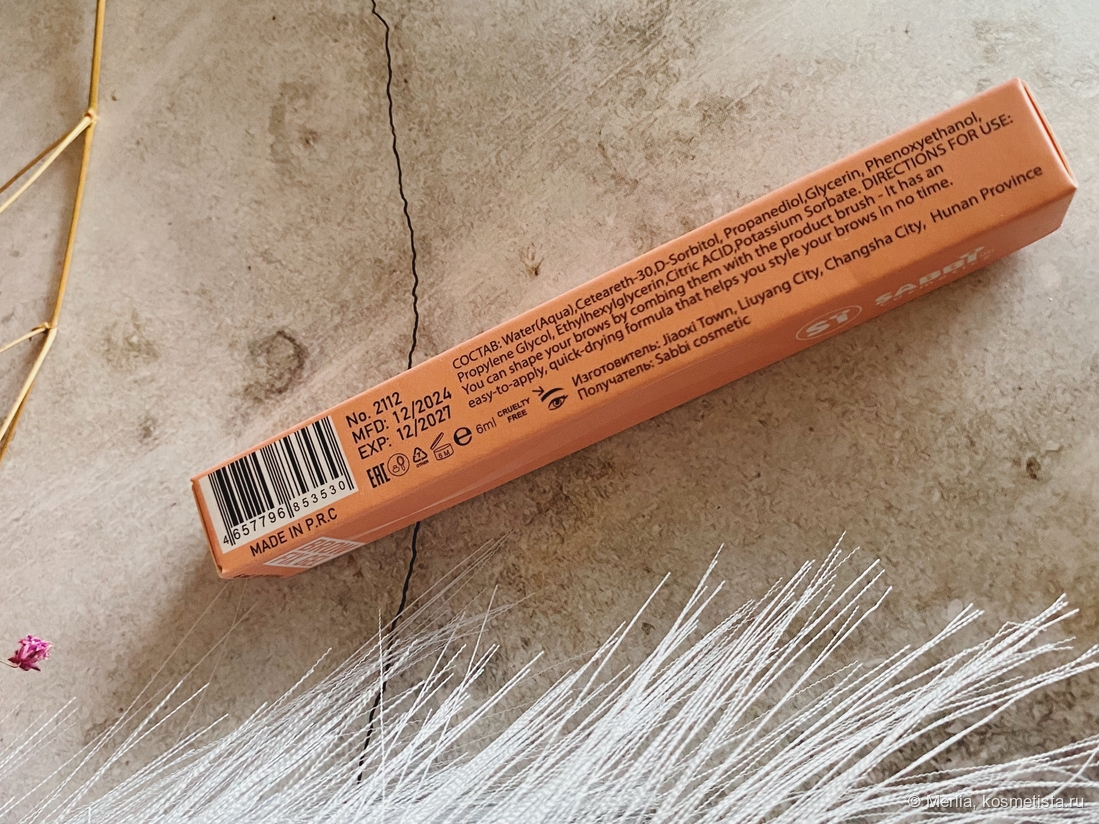 No. 2112
MFD: 12/2024
EXP: 12/2027
СОСТАВ: Water(Aqua),Ceteareth-30,D-Sorbitol, Propanediol,Glycerin, Phenoxyethanol,
Propylene Glycol, Ethylhexylglycerin,Citric ACID,Potassium Sorbate. DIRECTIONS FOR USE:
You can shape your brows by combing them with the product brush - It has an
easy-to-apply, quick-drying formula that helps you style your brows in no time.
EAC
6 M
e 6ml
CRUELTY
FREE
Изготовитель: Jiaoxi Town, Liuyang City, Changsha City, Hunan Province
Получатель: Sabbi cosmetic
4 657796 853530
MADE IN P.R.C
ST SABBI
© Merlia, kosmetista.ru